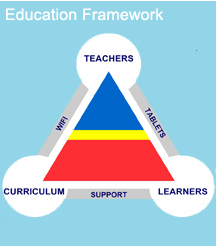 Education Framework
TEACHERS
WIFI
TABLETS
CURRICULUM
SUPPORT
LEARNERS